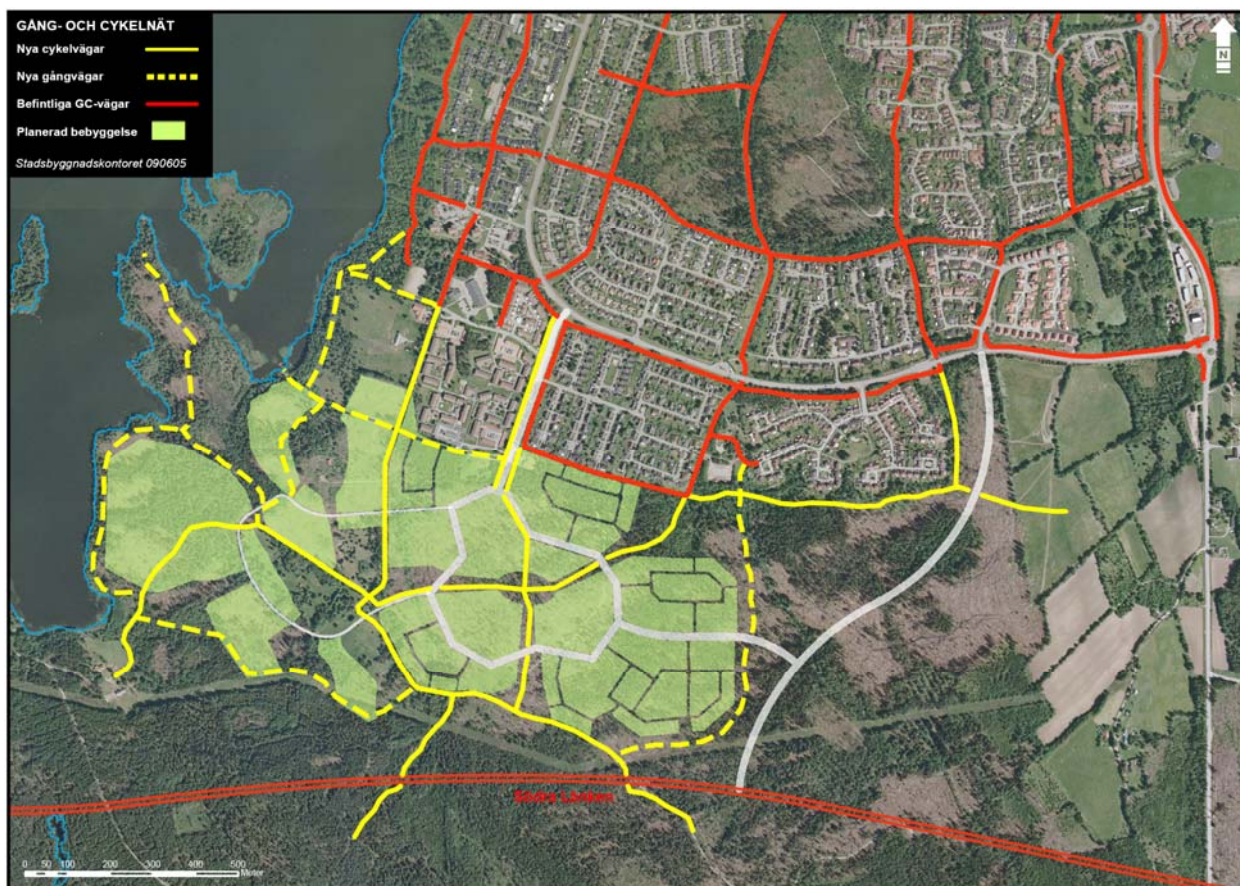 GÅNG- OCH CYKELNÄT
Nya cykelvägar
Nya gångvägar
Befintliga GC-vägar
Planerad bebyggelse
Stadsbyggnadskontoret 090605
N
Södra Länken
0 50 100 200 300 400 500
Meter